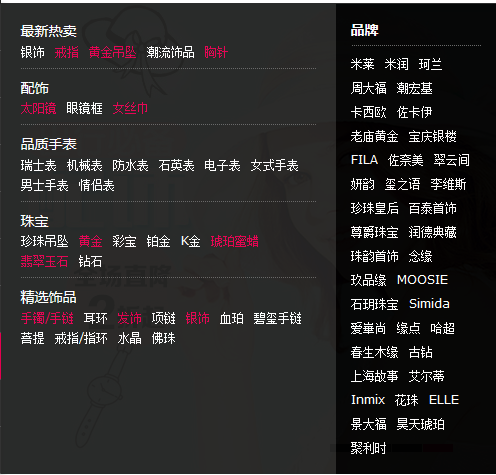 最新热卖
银饰 戒指 黄金吊坠 潮流饰品 胸针
配饰
太阳镜 眼镜框 女丝巾
品质手表
瑞士表 机械表 防水表 石英表 电子表 女式手表
男士手表 情侣表
珠宝
珍珠吊坠 黄金 彩宝 铂金 K金 琥珀蜜蜡
翡翠玉石 钻石
精选饰品
手镯/手链 耳环 发饰 项链 银饰 血珀 碧玺手链
菩提 戒指/指环 水晶 佛珠
品牌
米莱 米润 珂兰
周大福 潮宏基
卡西欧 佐卡伊
老庙黄金 宝庆银楼
FILA 佐奈美 翠云间
妍韵 玺之语 李维斯
珍珠皇后 百泰首饰
尊爵珠宝 润德典藏
珠韵首饰 念缘
玖品缘 MOOSIE
石玥珠宝 Simida
爱崋尚 缘点 哈超
春生木缘 古钻
上海故事 艾尔蒂
Inmix 花珠 ELLE
景大福 昊天琥珀
聚利时